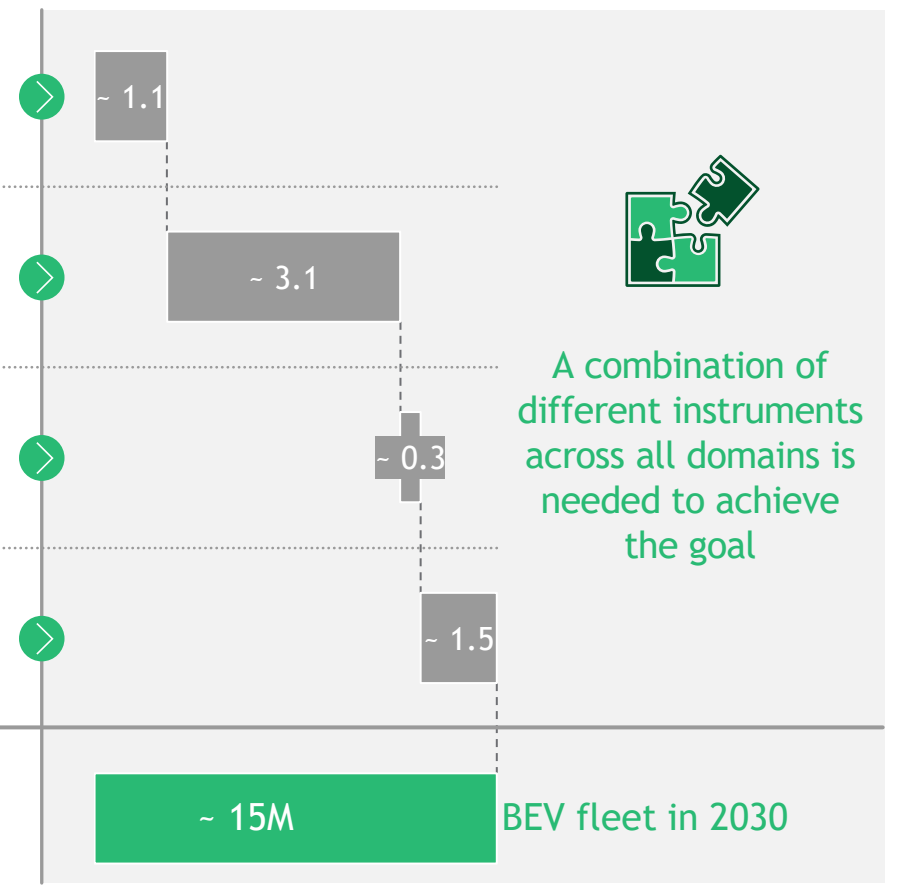 ~ 1.1
~ 3.1
~ 0.3
~ 1.5
A combination of
different instruments
across all domains is
needed to achieve
the goal
~ 15M
BEV fleet in 2030